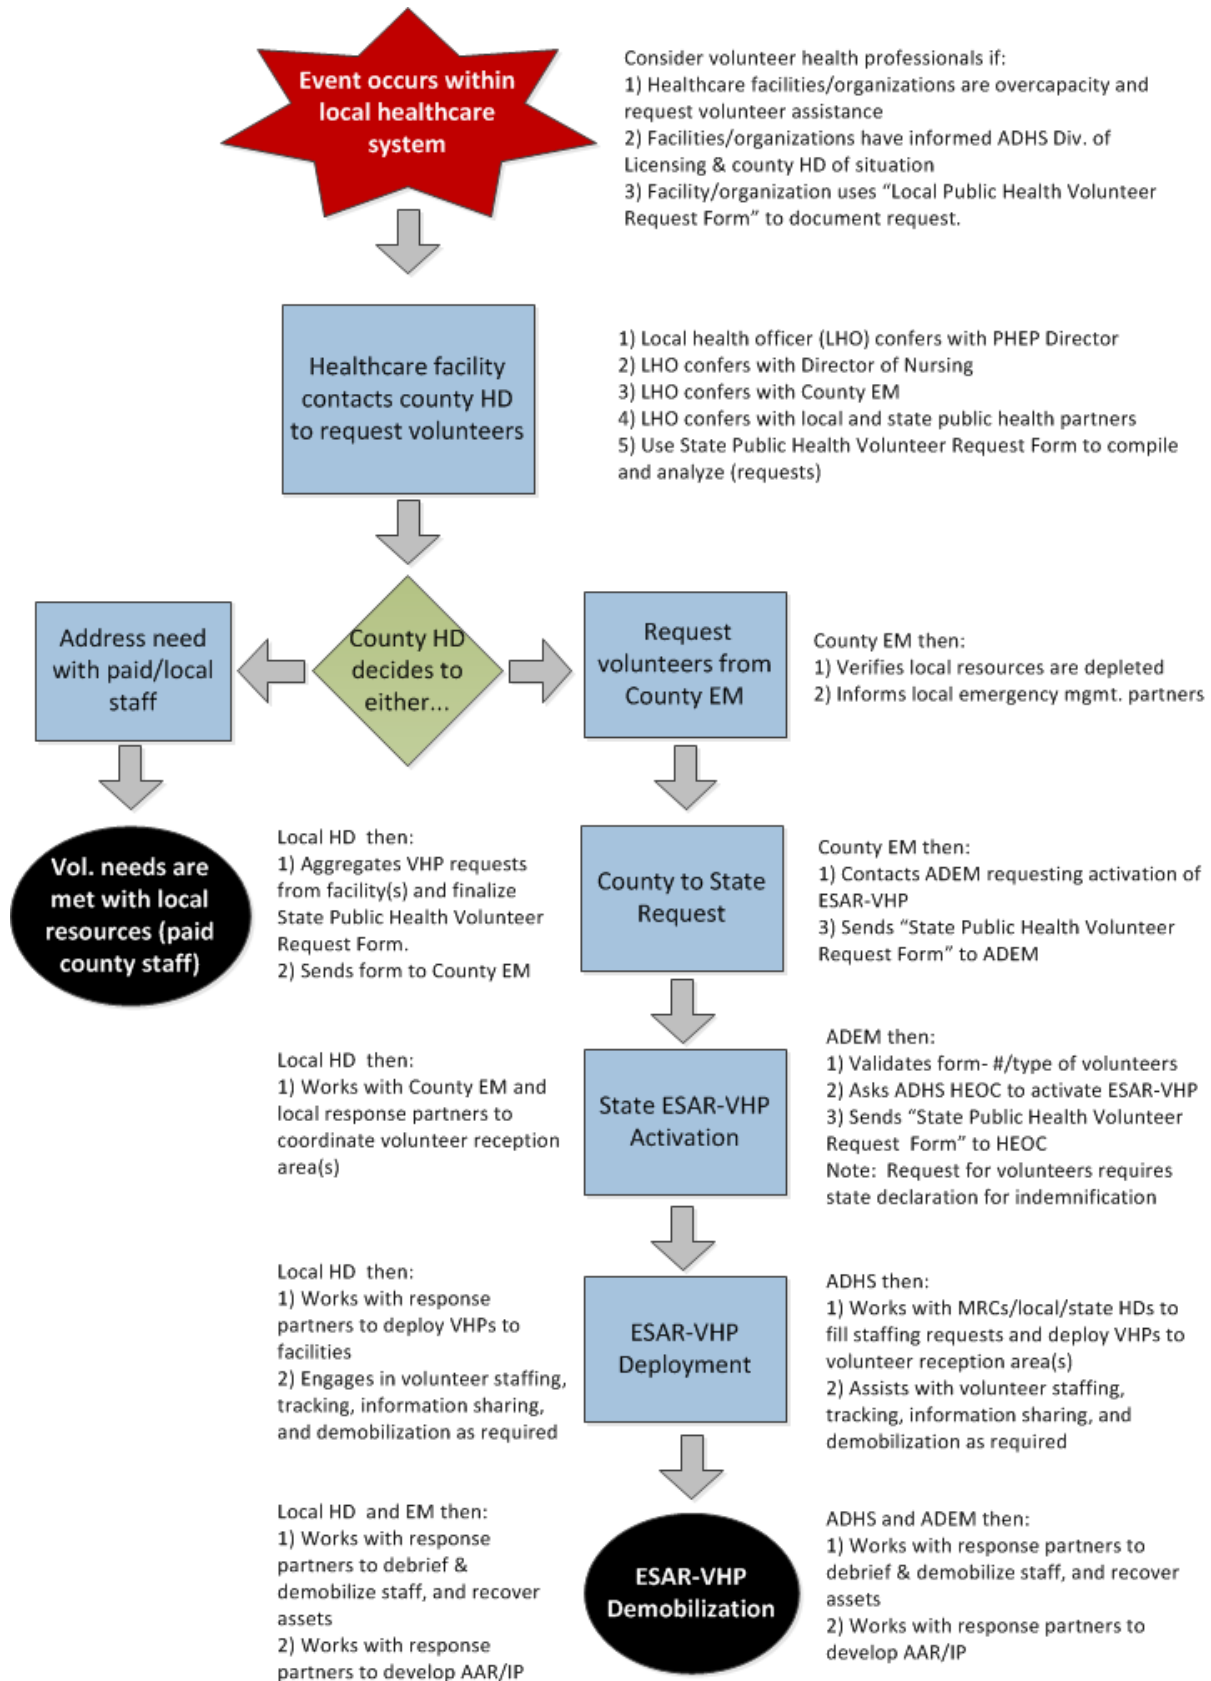 Event occurs within
local healthcare
system
Consider volunteer health professionals if:
1) Healthcare facilities/organizations are overcapacity and
request volunteer assistance
2) Facilities/organizations have informed ADHS Div. of
Licensing & county HD of situation
3) Facility/organization uses “Local Public Health Volunteer
Request Form” to document request.
Healthcare facility
contacts county HD
to request volunteers
1) Local health officer (LHO) confers with PHEP Director
2) LHO confers with Director of Nursing
3) LHO confers with County EM
4) LHO confers with local and state public health partners
5) Use State Public Health Volunteer Request Form to compile
and analyze (requests)
Address need
with paid/local
staff
County HD
decides to
either...
Request
volunteers from
County EM
County EM then:
1) Verifies local resources are depleted
2) Informs local emergency mgmt. partners
Vol. needs are
met with local
resources (paid
county staff)
Local HD  then:
1) Aggregates VHP requests
from facility(s) and finalize
State Public Health Volunteer
Request Form.
2) Sends form to County EM
County to State
Request
County EM then:
1) Contacts ADEM requesting activation of
ESAR-VHP
3) Sends “State Public Health Volunteer
Request Form” to ADEM
Local HD  then:
1) Works with County EM and
local response partners to
coordinate volunteer reception
area(s)
State ESAR-VHP
Activation
ADEM then:
1) Validates form- #/type of volunteers
2) Asks ADHS HEOC to activate ESAR-VHP
3) Sends “State Public Health Volunteer
Request  Form” to HEOC
Note:  Request for volunteers requires
state declaration for indemnification
Local HD  then:
1) Works with response
partners to deploy VHPs to
facilities
2) Engages in volunteer staffing,
tracking, information sharing,
and demobilization as required
ESAR-VHP
Deployment
ADHS then:
1) Works with MRCs/local/state HDs to
fill staffing requests and deploy VHPs to
volunteer reception area(s)
2) Assists with volunteer staffing,
tracking, information sharing, and
demobilization as required
Local HD  and EM then:
1) Works with response
partners to debrief &
demobilize staff, and recover
assets
2) Works with response
partners to develop AAR/IP
ESAR-VHP
Demobilization
ADHS and ADEM then:
1) Works with response partners to
debrief & demobilize staff, and recover
assets
2) Works with response partners to
develop AAR/IP